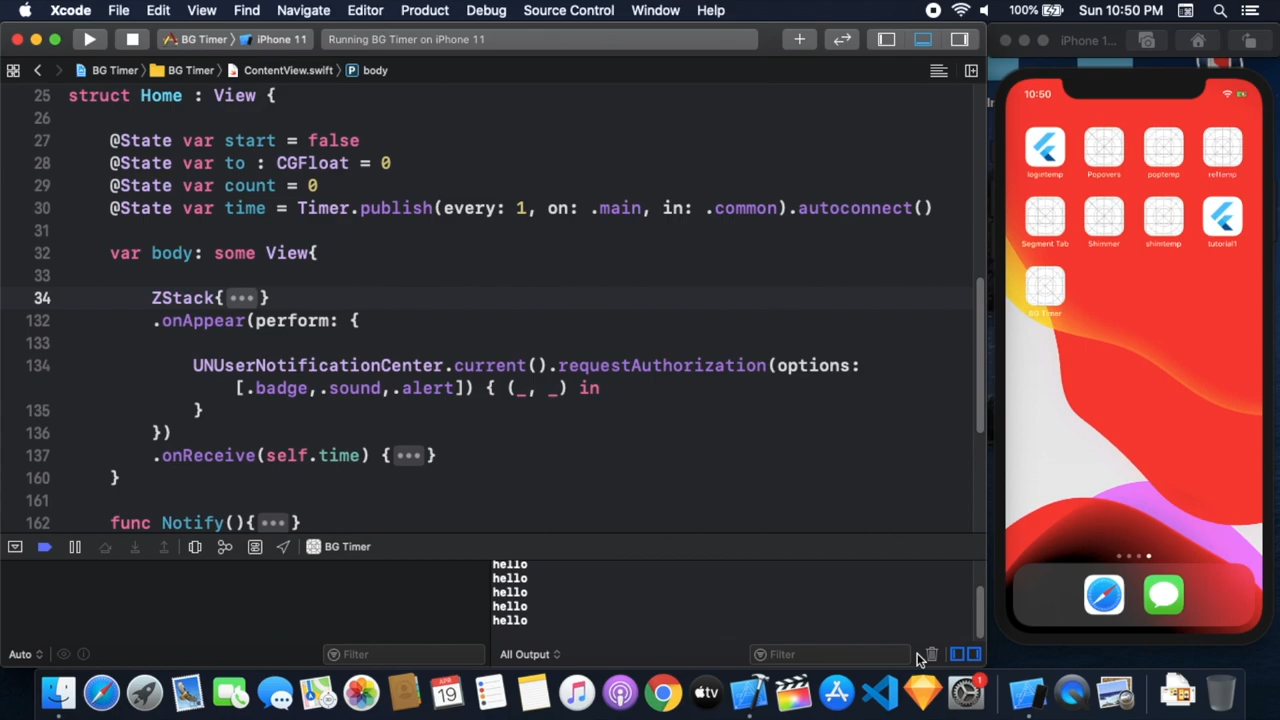 Xcode File Edit View Find Navigate Editor Product Debug Source Control Window Help 100% Sun 10:50 PM
BG Timer iPhone 11 Running BG Timer on iPhone 11
iPhone 1...
BG Timer BG Timer ContentView.swift P body
25 struct Home : View {
26
27 @State var start = false
28 @State var to : CGFloat = 0
29 @State var count = 0
30 @State var time = Timer.publish(every: 1, on: .main, in: .common).autoconnect()
31
32 var body: some View{
33
34 ZStack{•••}
132 .onAppear(perform: {
133
134 UNUserNotificationCenter.current().requestAuthorization(options:
[.badge,.sound,.alert]) { (_, _) in
135 }
136 })
137 .onReceive(self.time) {•••}
160 }
161
162 func Notify(){•••}
BG Timer
hello
hello
hello
hello
hello
Auto Filter All Output Filter
10:50
logintemp Popovers poptemp reftemp
Segment Tab Shimmer shimtemp tutorial1
BG Timer
APR
19
tv
1